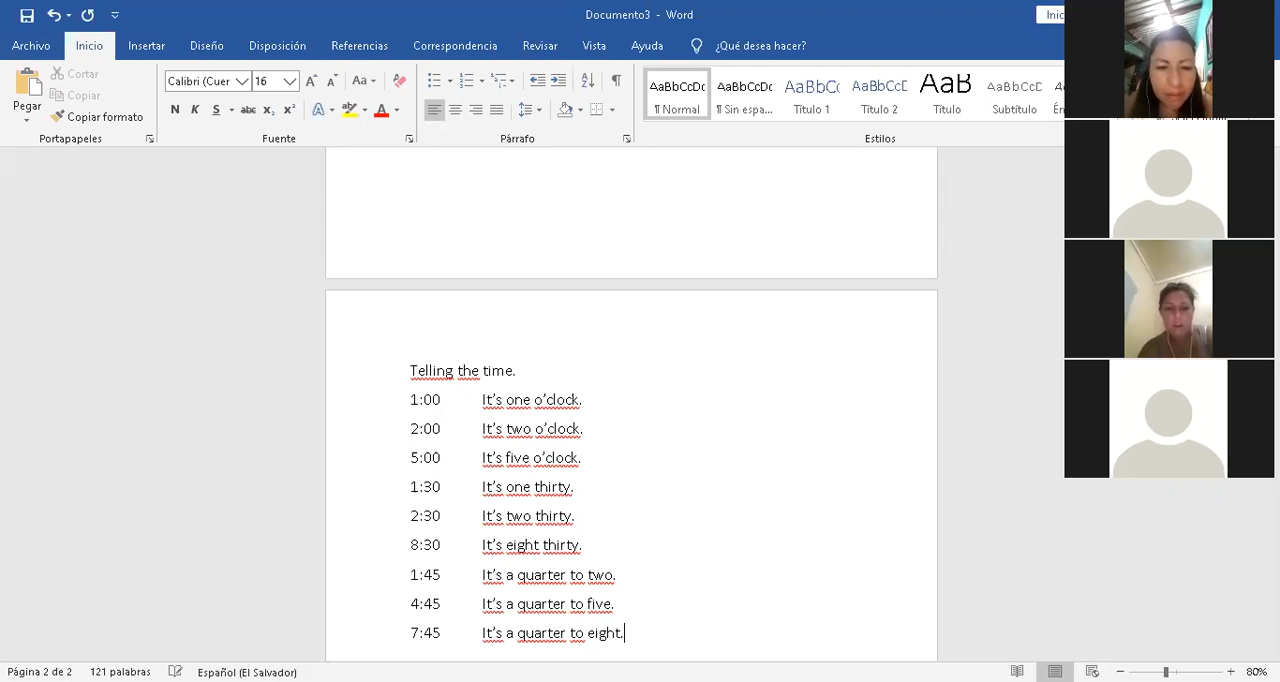 Documento3 - Word
Inic
Archivo Inicio Insertar Diseño Disposición Referencias Correspondencia Revisar Vista Ayuda ¿Qué desea hacer?
Pegar
Cortar
Copiar
Copiar formato
Calibri (Cuer 16 A A Aa
N K S abc x₂ x² A A
AaBbCcDc AaBbCcDc AaBbCc AaBbCcD AaB AaBbCcD
¶ Normal ¶ Sin espa... Título 1 Título 2 Título Subtítulo Én
Portapapeles Fuente Párrafo Estilos
Telling the time.
1:00 It's one o'clock.
2:00 It's two o'clock.
5:00 It's five o'clock.
1:30 It's one thirty.
2:30 It's two thirty.
8:30 It's eight thirty.
1:45 It's a quarter to two.
4:45 It's a quarter to five.
7:45 It's a quarter to eight.
Página 2 de 2 121 palabras Español (El Salvador) 80%